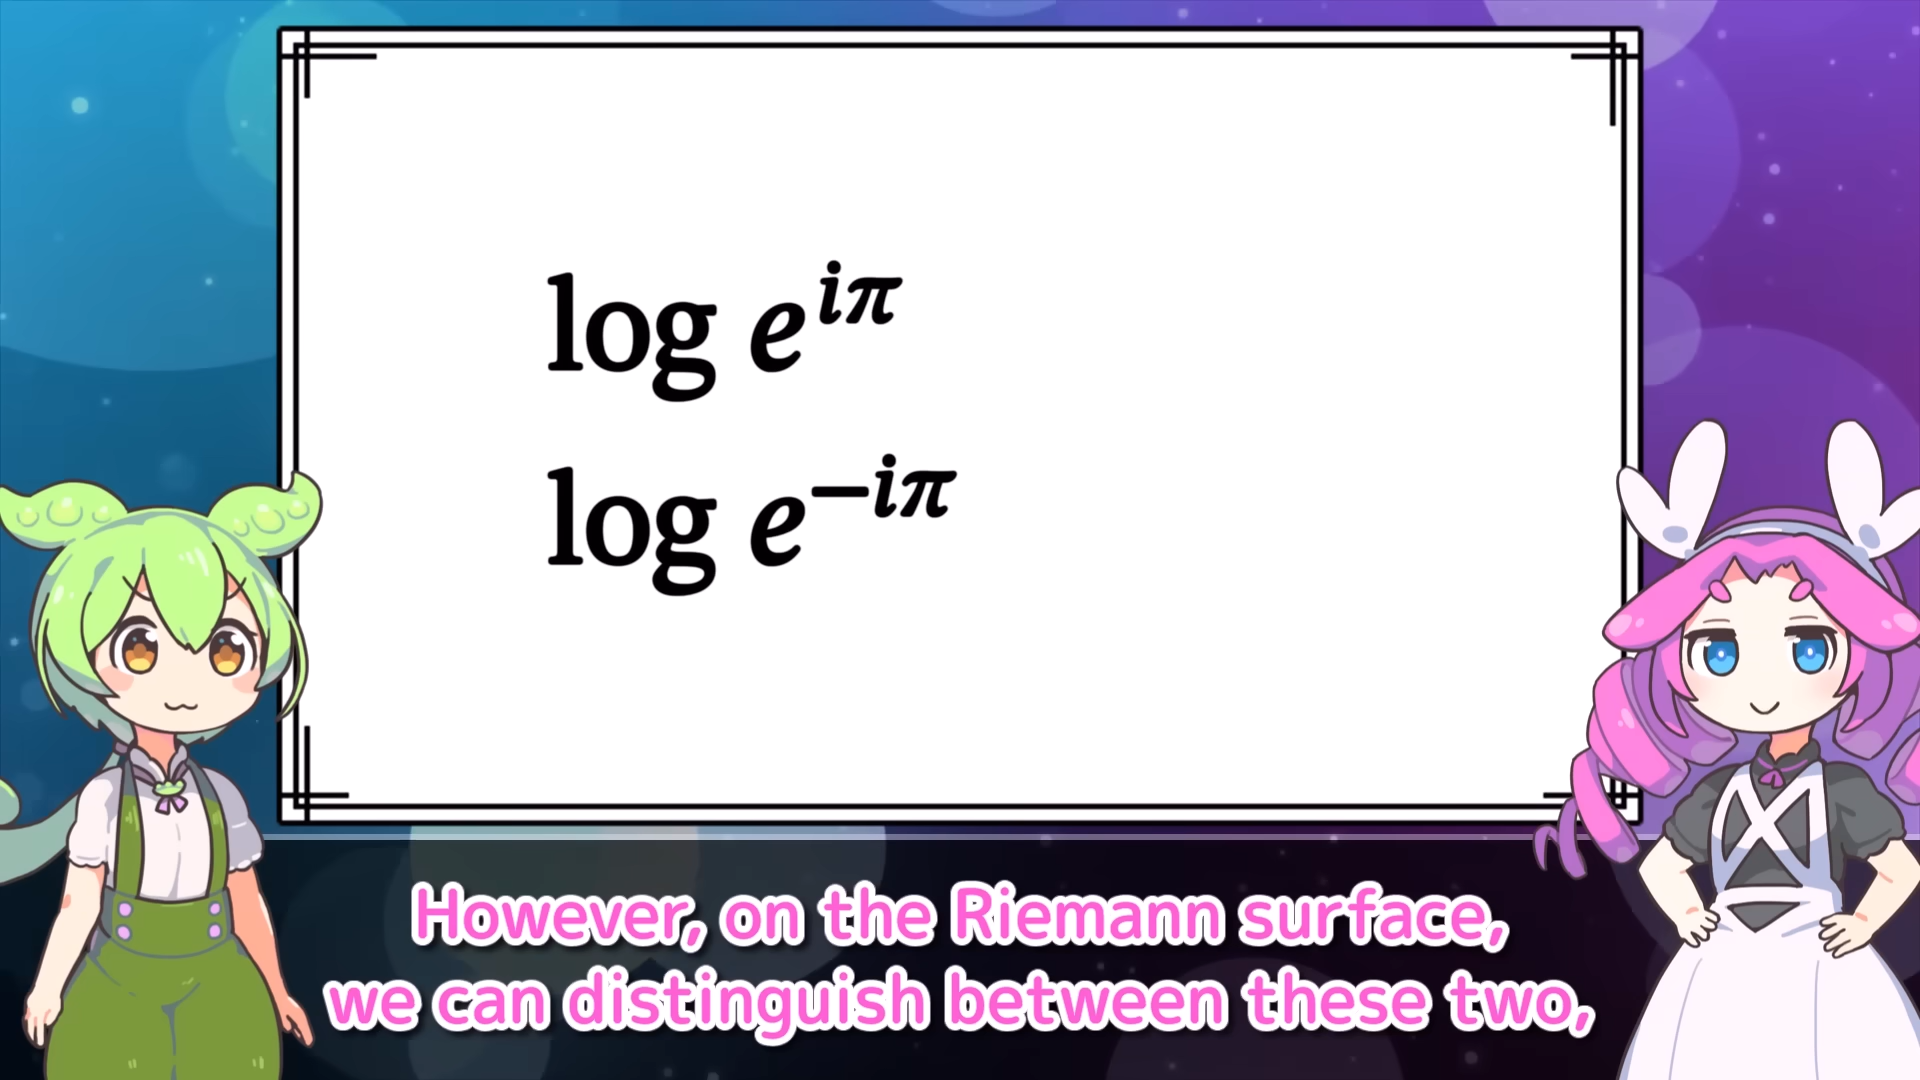 log e^{iπ}
log e^{−iπ}
However, on the Riemann surface,
we can distinguish between these two,